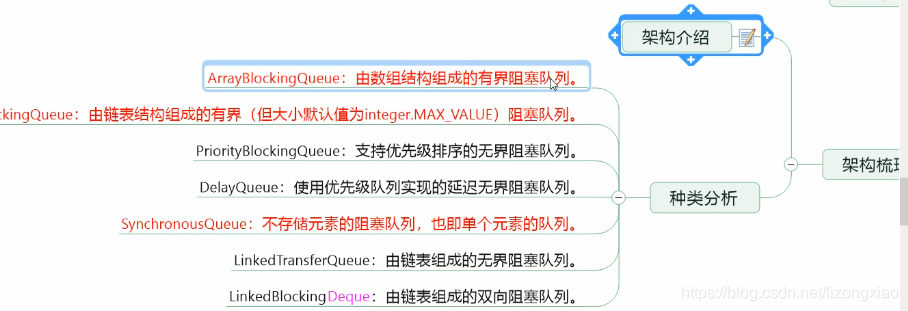 架构介绍
ArrayBlockingQueue：由数组结构组成的有界阻塞队列。
ckingQueue：由链表结构组成的有界（但大小默认值为integer.MAX_VALUE）阻塞队列。
PriorityBlockingQueue：支持优先级排序的无界阻塞队列。
架构梳理
DelayQueue：使用优先级队列实现的延迟无界阻塞队列。
种类分析
SynchronousQueue：不存储元素的阻塞队列，也即单个元素的队列。
LinkedTransferQueue：由链表组成的无界阻塞队列。
LinkedBlockingDeque：由链表组成的双向阻塞队列。
https://blog.csdn.net/lizongxiao